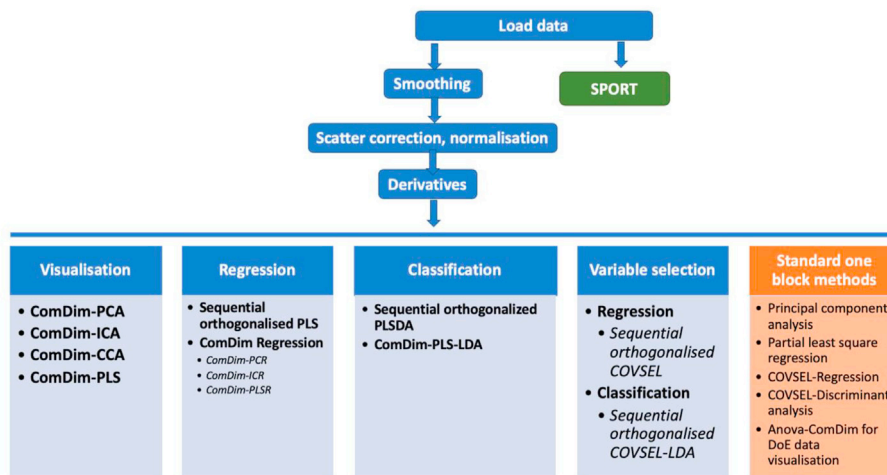 Load data
Smoothing
SPORT
Scatter correction, normalisation
Derivatives
Visualisation
• ComDim-PCA
• ComDim-ICA
• ComDim-CCA
• ComDim-PLS
Regression
• Sequential
orthogonalised PLS
• ComDim Regression
• ComDim-PCR
• ComDim-ICR
• ComDim-PLSR
Classification
• Sequential orthogonalized
PLSDA
• ComDim-PLS-LDA
Variable selection
• Regression
• Sequential
orthogonalised
COVSEL
• Classification
• Sequential
orthogonalised
COVSEL-LDA
Standard one
block methods
• Principal component
analysis
• Partial least square
regression
• COVSEL-Regression
• COVSEL-Discriminant
analysis
• Anova-ComDim for
DoE data
visualisation